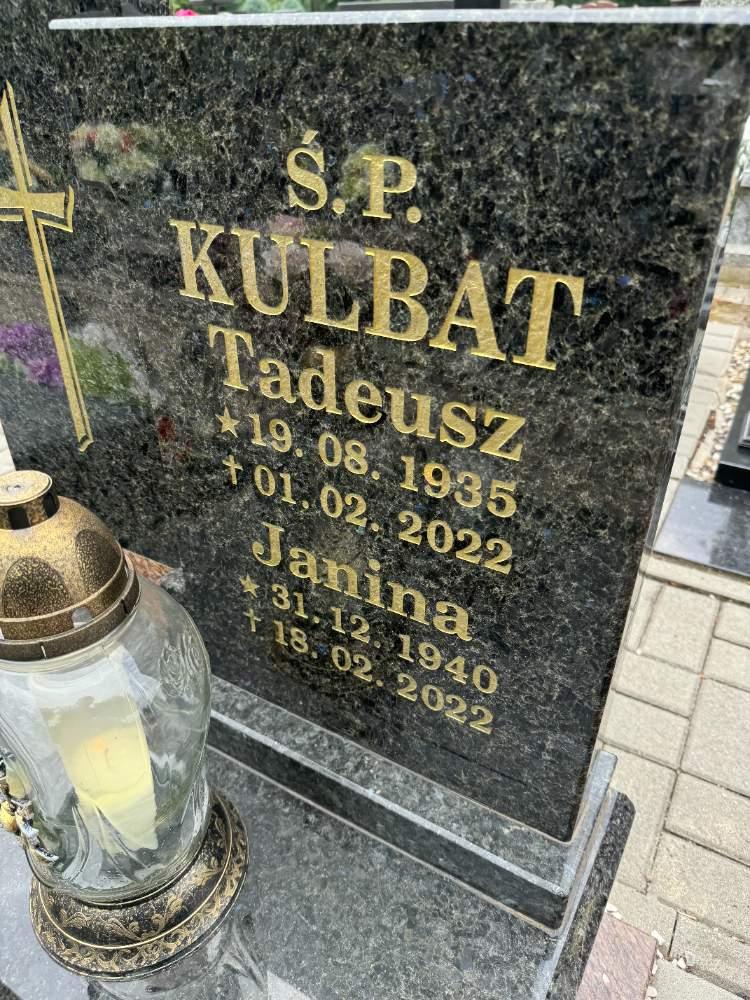 Ś. P.
KULBAT
Tadeusz
★ 19. 08. 1935
† 01. 02. 2022
Janina
★ 31. 12. 1940
† 18. 02. 2022